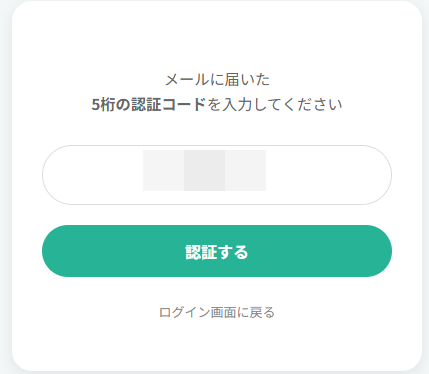 メールに届いた
5桁の認証コードを入力してください
認証する
ログイン画面に戻る